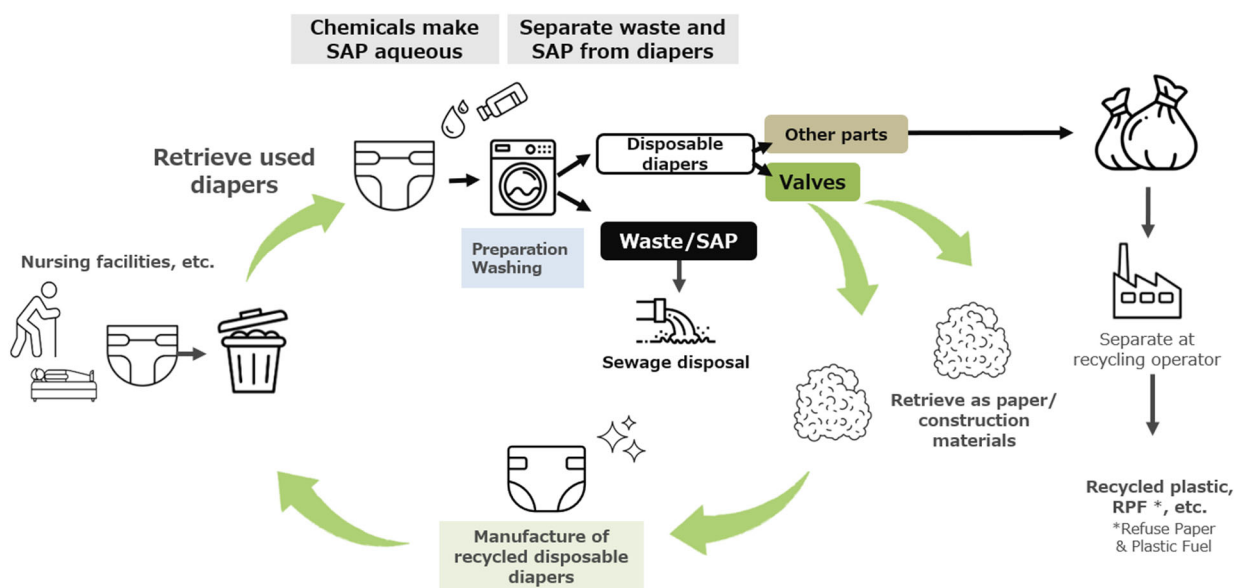 Chemicals make
SAP aqueous
Separate waste and
SAP from diapers
Retrieve used
diapers
Disposable
diapers
Other parts
Valves
Preparation
Washing
Waste/SAP
Nursing facilities, etc.
Sewage disposal
Separate at
recycling operator
Retrieve as paper/
construction
materials
Recycled plastic,
RPF *, etc.
*Refuse Paper
& Plastic Fuel
Manufacture of
recycled disposable
diapers